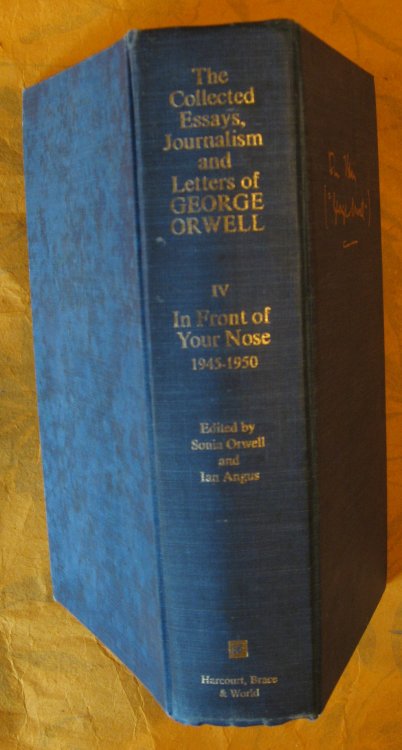 The
Collected
Essays,
Journalism
and
Letters of
GEORGE
ORWELL
IV
In Front of
Your Nose
1945-1950
Edited by
Sonia Orwell
and
Ian Angus
Harcourt, Brace
& World